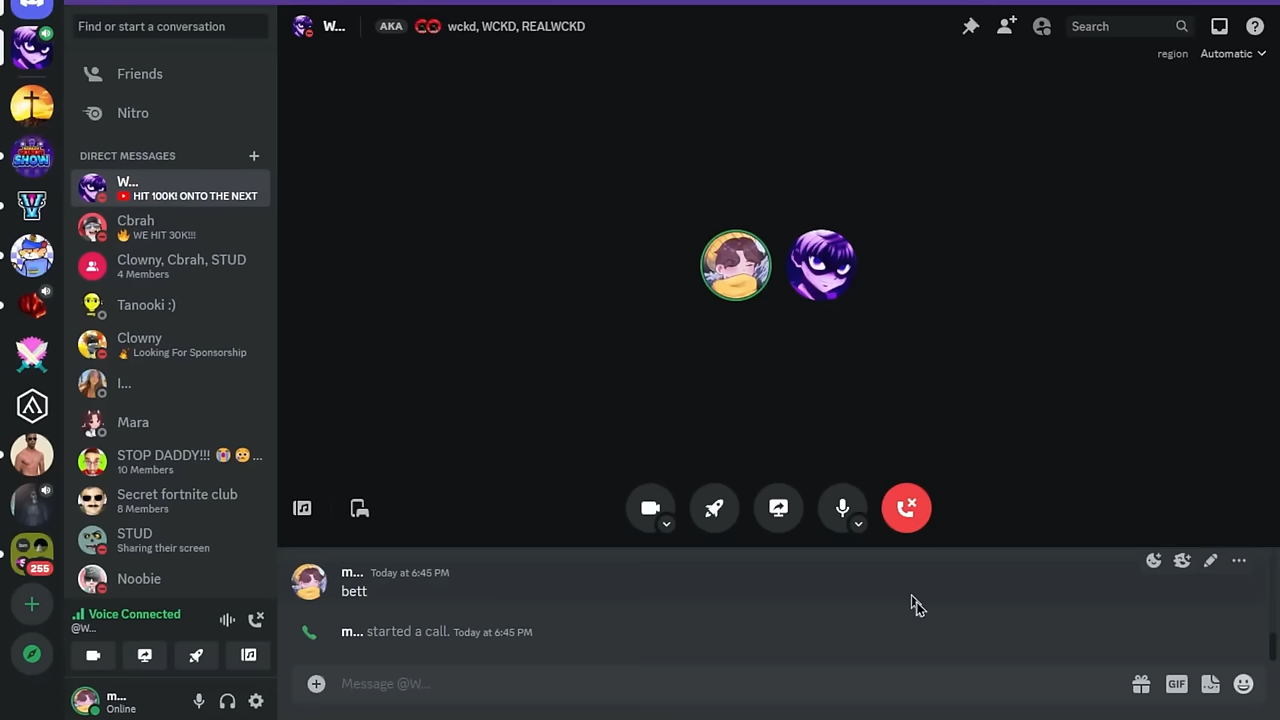 Find or start a conversation
Friends
Nitro
DIRECT MESSAGES
W...
HIT 100K! ONTO THE NEXT
Cbrah
🔥 WE HIT 30K!!!
Clowny, Cbrah, STUD
4 Members
Tanooki :)
Clowny
Looking For Sponsorship
I...
Mara
STOP DADDY!!! 😭 🥺 ...
10 Members
Secret fortnite club
8 Members
STUD
Sharing their screen
Noobie
Voice Connected
@W...
m...
Online
SHOW
255
W...
AKA
wckd, WCKD, REALWCKD
Search
region
Automatic
m... Today at 6:45 PM
bett
m... started a call. Today at 6:45 PM
Message @W...
GIF